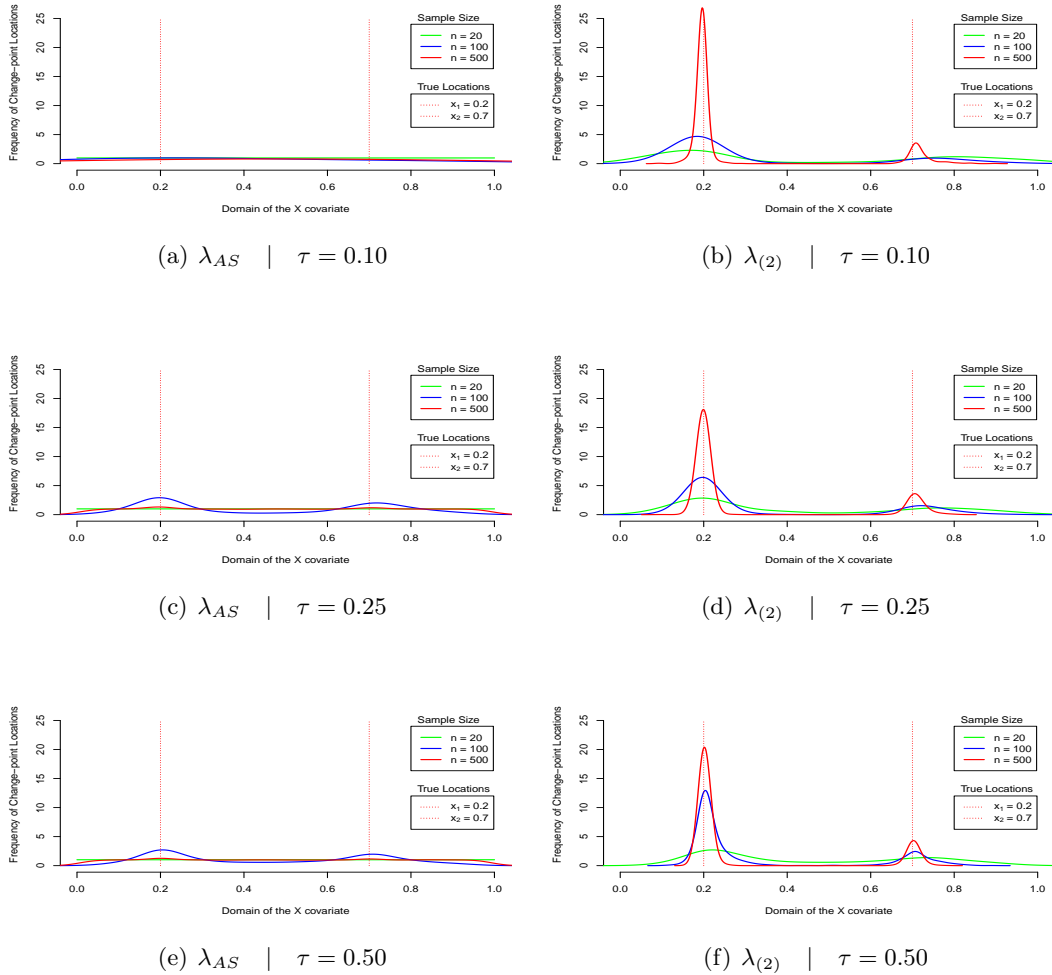 Frequency of Change−point Locations
0 5 10 15 20 25
0.0 0.2 0.4 0.6 0.8 1.0
Domain of the X covariate
Sample Size
n = 20
n = 100
n = 500
True Locations
x₁ = 0.2
x₂ = 0.7
(a) λ_AS | τ = 0.10
Frequency of Change−point Locations
0 5 10 15 20 25
0.0 0.2 0.4 0.6 0.8 1.0
Domain of the X covariate
Sample Size
n = 20
n = 100
n = 500
True Locations
x₁ = 0.2
x₂ = 0.7
(b) λ_(2) | τ = 0.10
Frequency of Change−point Locations
0 5 10 15 20 25
0.0 0.2 0.4 0.6 0.8 1.0
Domain of the X covariate
Sample Size
n = 20
n = 100
n = 500
True Locations
x₁ = 0.2
x₂ = 0.7
(c) λ_AS | τ = 0.25
Frequency of Change−point Locations
0 5 10 15 20 25
0.0 0.2 0.4 0.6 0.8 1.0
Domain of the X covariate
Sample Size
n = 20
n = 100
n = 500
True Locations
x₁ = 0.2
x₂ = 0.7
(d) λ_(2) | τ = 0.25
Frequency of Change−point Locations
0 5 10 15 20 25
0.0 0.2 0.4 0.6 0.8 1.0
Domain of the X covariate
Sample Size
n = 20
n = 100
n = 500
True Locations
x₁ = 0.2
x₂ = 0.7
(e) λ_AS | τ = 0.50
Frequency of Change−point Locations
0 5 10 15 20 25
0.0 0.2 0.4 0.6 0.8 1.0
Domain of the X covariate
Sample Size
n = 20
n = 100
n = 500
True Locations
x₁ = 0.2
x₂ = 0.7
(f) λ_(2) | τ = 0.50